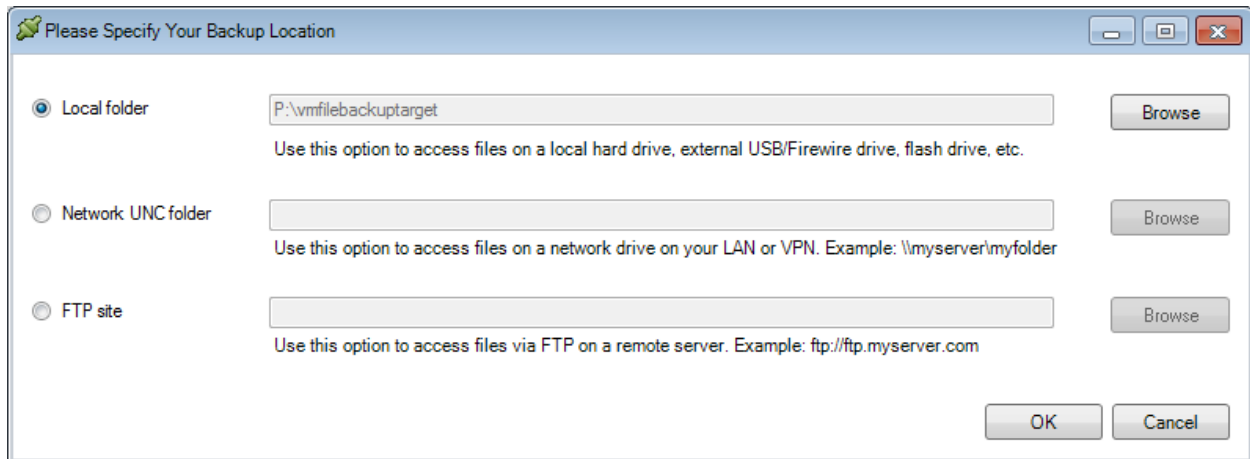 Please Specify Your Backup Location
Local folder
P:\vmfilebackuptarget
Browse
Use this option to access files on a local hard drive, external USB/Firewire drive, flash drive, etc.
Network UNC folder
Browse
Use this option to access files on a network drive on your LAN or VPN. Example: \\myserver\myfolder
FTP site
Browse
Use this option to access files via FTP on a remote server. Example: ftp://ftp.myserver.com
OK
Cancel